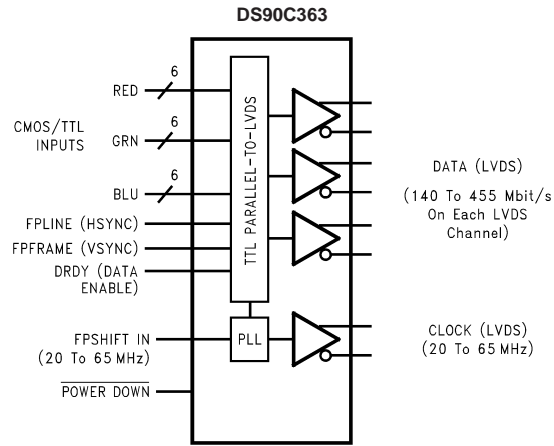 DS90C363
6
RED
6
CMOS/TTL
INPUTS
GRN
6
BLU
FPLINE (HSYNC)
FPFRAME (VSYNC)
DRDY (DATA
ENABLE)
FPSHIFT IN
(20 To 65 MHz)
POWER DOWN
TTL PARALLEL-TO-LVDS
PLL
DATA (LVDS)
(140 To 455 Mbit/s
On Each LVDS
Channel)
CLOCK (LVDS)
(20 To 65 MHz)